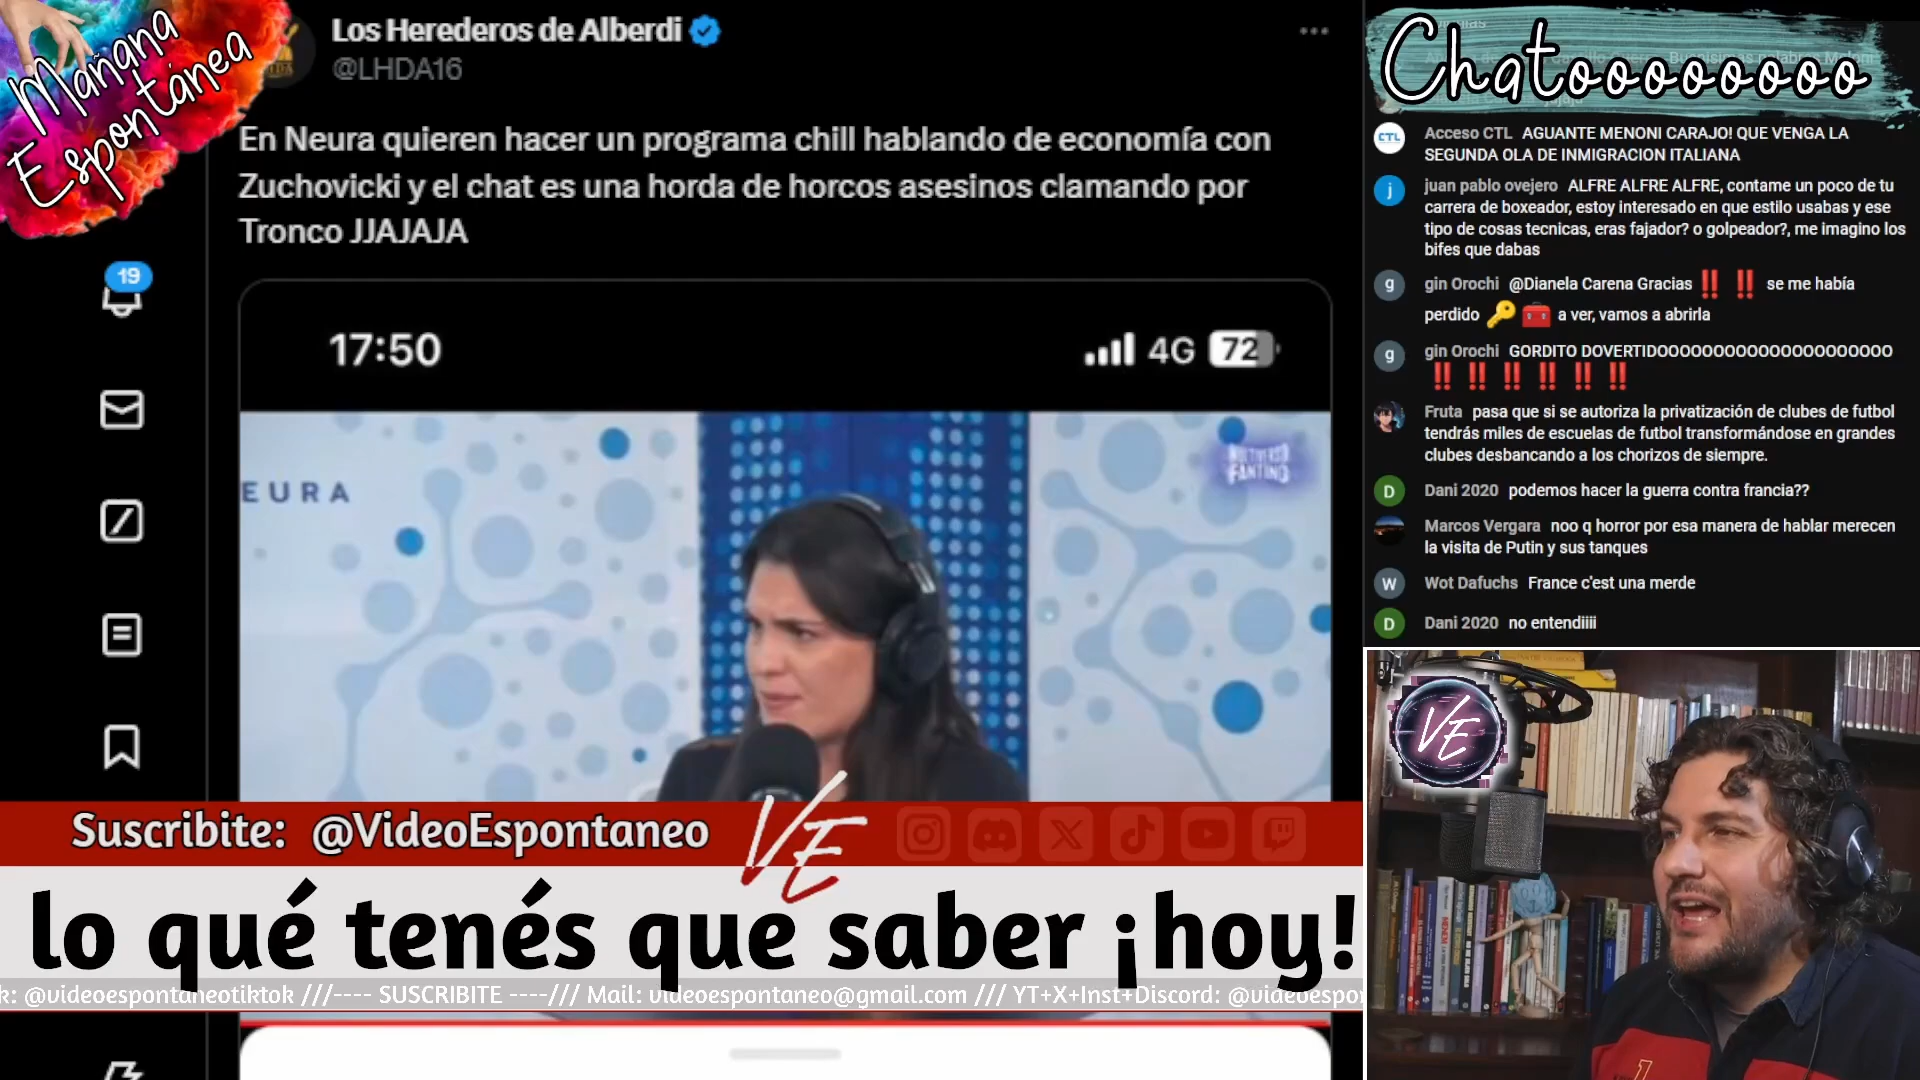 Mañana
Espontánea
Los Herederos de Alberdi
@LHDA16
En Neura quieren hacer un programa chill hablando de economía con
Zuchovicki y el chat es una horda de horcos asesinos clamando por
Tronco JJAJAJA
19
17:50
4G 72
EURA
MULTIVERSO
FANTINO
Suscribite: @VideoEspontaneo
VE
lo qué tenés que saber ¡hoy!
k: @videoespontaneotiktok ///---- SUSCRIBITE ----/// Mail: videoespontaneo@gmail.com /// YT+X+Inst+Discord: @videoespon
Chatooooooooo
CTL
Acceso CTL AGUANTE MENONI CARAJO! QUE VENGA LA
SEGUNDA OLA DE INMIGRACION ITALIANA
j
juan pablo ovejero ALFRE ALFRE ALFRE, contame un poco de tu
carrera de boxeador, estoy interesado en que estilo usabas y ese
tipo de cosas tecnicas, eras fajador? o golpeador?, me imagino los
bifes que dabas
g
gin Orochi @Dianela Carena Gracias ‼️ ‼️ se me había
perdido 🔑 🧰 a ver, vamos a abrirla
g
gin Orochi GORDITO DOVERTIDOOOOOOOOOOOOOOOOOOOOO
‼️ ‼️ ‼️ ‼️ ‼️ ‼️
Fruta pasa que si se autoriza la privatización de clubes de futbol
tendrás miles de escuelas de futbol transformándose en grandes
clubes desbancando a los chorizos de siempre.
D
Dani 2020 podemos hacer la guerra contra francia??
Marcos Vergara noo q horror por esa manera de hablar merecen
la visita de Putin y sus tanques
W
Wot Dafuchs France c'est una merde
D
Dani 2020 no entendiiii
VE